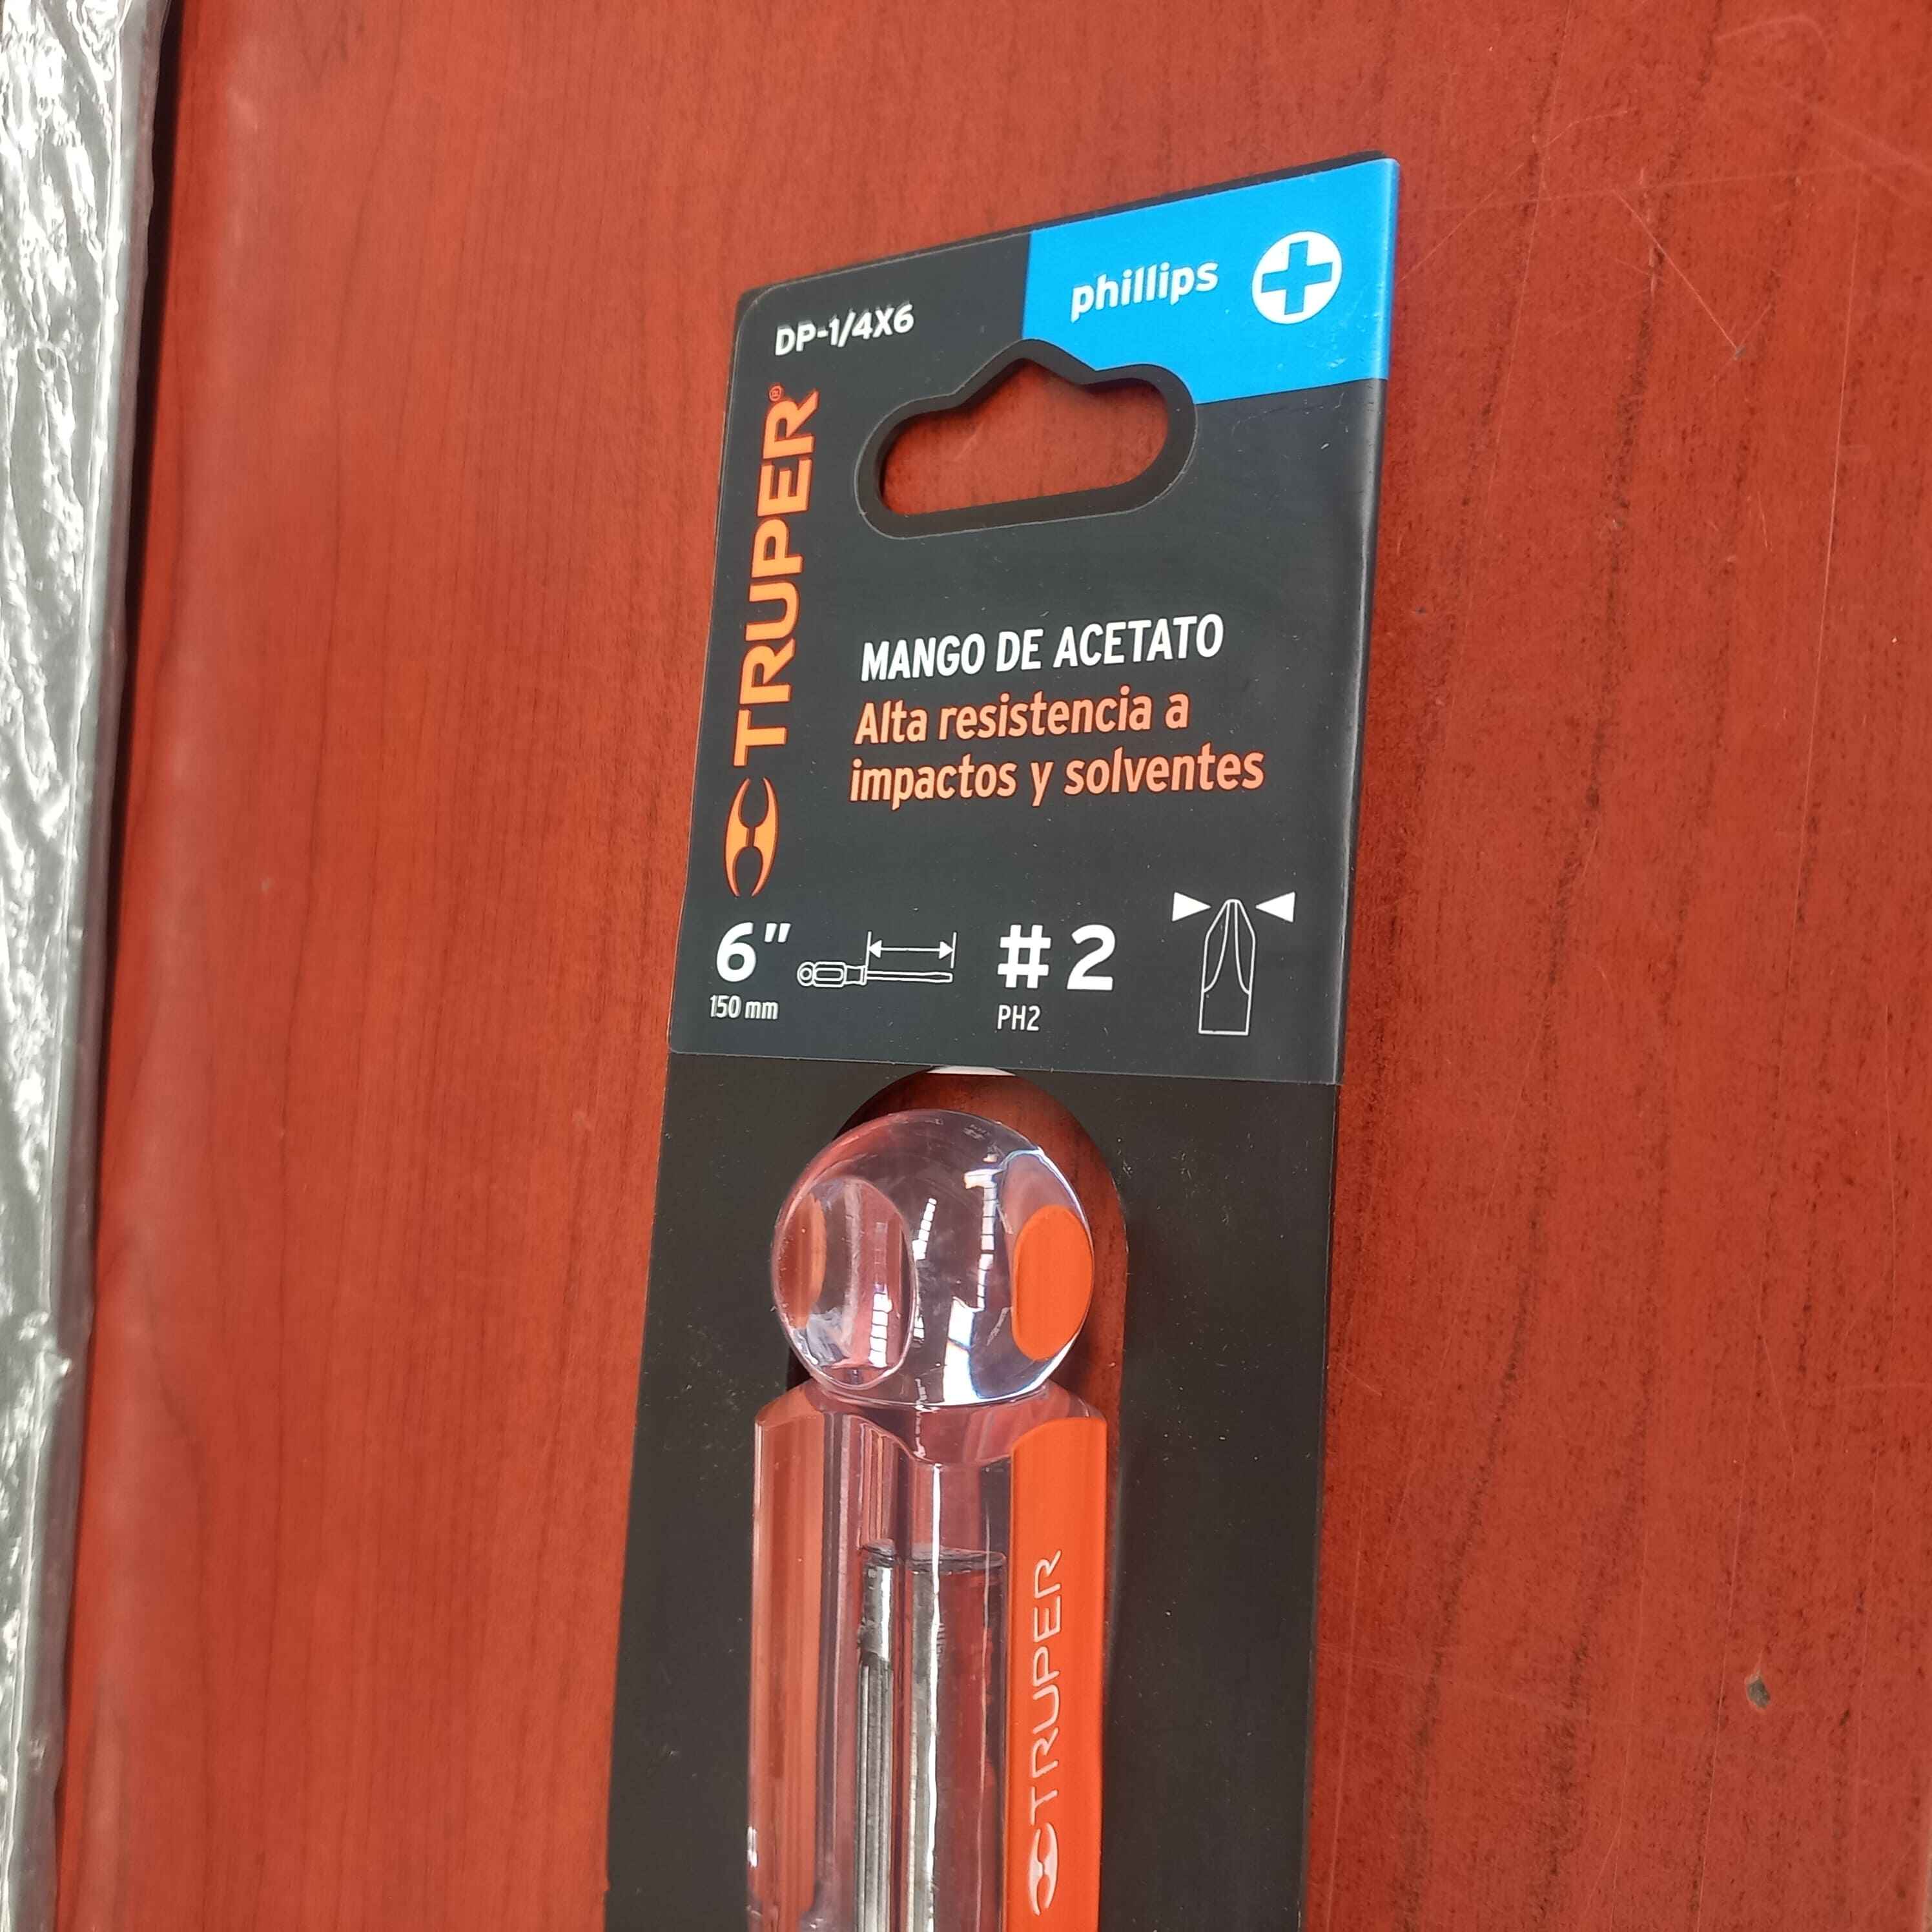 DP-1/4X6
phillips
TRUPER®
MANGO DE ACETATO
Alta resistencia a
impactos y solventes
6"
150 mm
#2
PH2
TRUPER